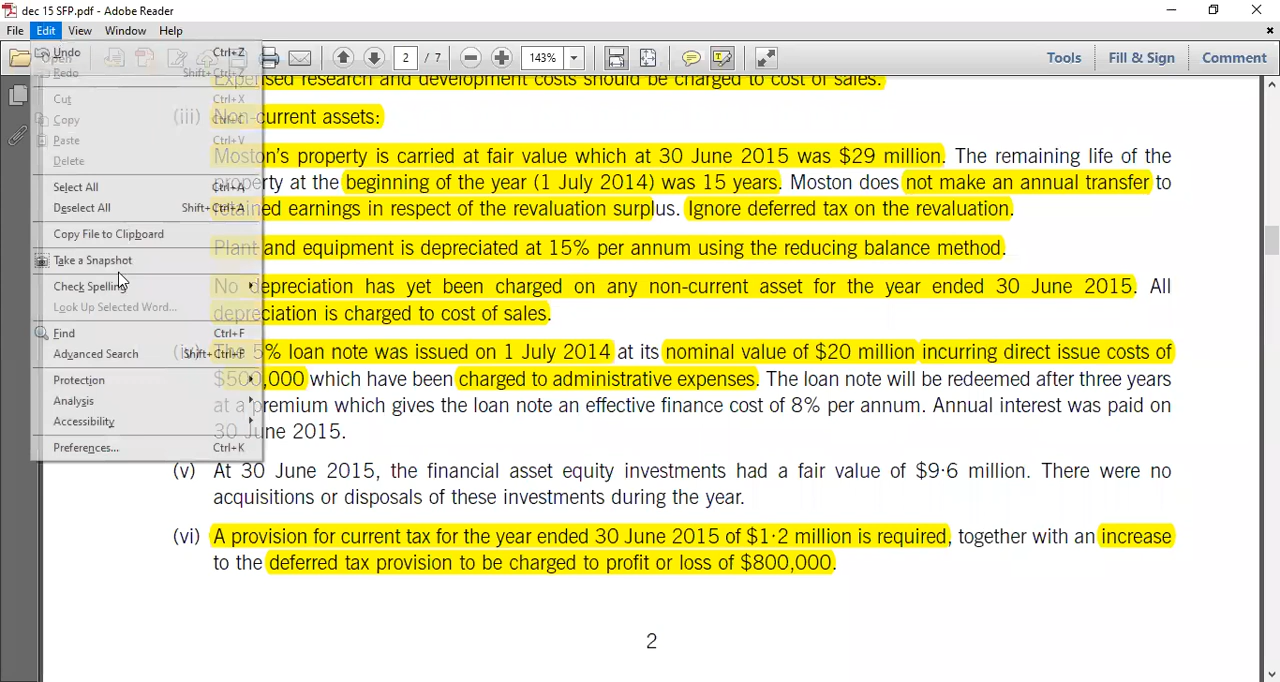 dec 15 SFP.pdf - Adobe Reader
File Edit View Window Help
Open 2 / 7 143% Tools Fill & Sign Comment
Undo Ctrl+Z
Redo Shift+Ctrl+Z
Cut Ctrl+X
Copy Ctrl+C
Paste Ctrl+V
Delete
Select All Ctrl+A
Deselect All Shift+Ctrl+A
Copy File to Clipboard
Take a Snapshot
Check Spelling
Look Up Selected Word...
Find Ctrl+F
Advanced Search Shift+Ctrl+F
Protection
Analysis
Accessibility
Preferences... Ctrl+K
Expensed research and development costs should be charged to cost of sales.
(iii) Non-current assets:
Moston's property is carried at fair value which at 30 June 2015 was $29 million. The remaining life of the
property at the beginning of the year (1 July 2014) was 15 years. Moston does not make an annual transfer to
retained earnings in respect of the revaluation surplus. Ignore deferred tax on the revaluation.
Plant and equipment is depreciated at 15% per annum using the reducing balance method.
No depreciation has yet been charged on any non-current asset for the year ended 30 June 2015. All
depreciation is charged to cost of sales.
(iv) The 5% loan note was issued on 1 July 2014 at its nominal value of $20 million incurring direct issue costs of
$500,000 which have been charged to administrative expenses. The loan note will be redeemed after three years
at a premium which gives the loan note an effective finance cost of 8% per annum. Annual interest was paid on
30 June 2015.
(v) At 30 June 2015, the financial asset equity investments had a fair value of $9·6 million. There were no
acquisitions or disposals of these investments during the year.
(vi) A provision for current tax for the year ended 30 June 2015 of $1·2 million is required, together with an increase
to the deferred tax provision to be charged to profit or loss of $800,000.
2